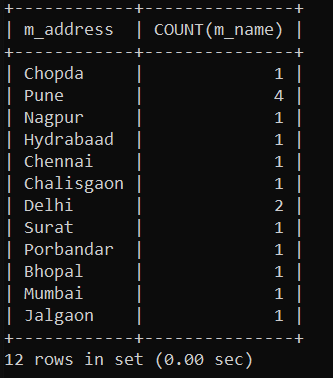 +------------+---------------+
| m_address  | COUNT(m_name) |
+------------+---------------+
| Chopda     |             1 |
| Pune       |             4 |
| Nagpur     |             1 |
| Hydrabaad  |             1 |
| Chennai    |             1 |
| Chalisgaon |             1 |
| Delhi      |             2 |
| Surat      |             1 |
| Porbandar  |             1 |
| Bhopal     |             1 |
| Mumbai     |             1 |
| Jalgaon    |             1 |
+------------+---------------+
12 rows in set (0.00 sec)